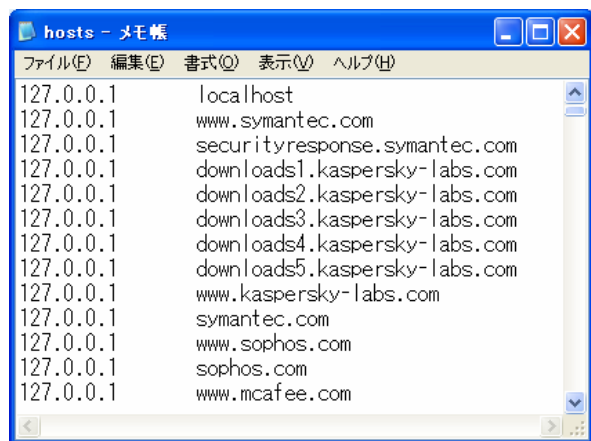 hosts - メモ帳
ファイル(F) 編集(E) 書式(O) 表示(V) ヘルプ(H)
127.0.0.1 localhost
127.0.0.1 www.symantec.com
127.0.0.1 securityresponse.symantec.com
127.0.0.1 downloads1.kaspersky-labs.com
127.0.0.1 downloads2.kaspersky-labs.com
127.0.0.1 downloads3.kaspersky-labs.com
127.0.0.1 downloads4.kaspersky-labs.com
127.0.0.1 downloads5.kaspersky-labs.com
127.0.0.1 www.kaspersky-labs.com
127.0.0.1 symantec.com
127.0.0.1 www.sophos.com
127.0.0.1 sophos.com
127.0.0.1 www.mcafee.com